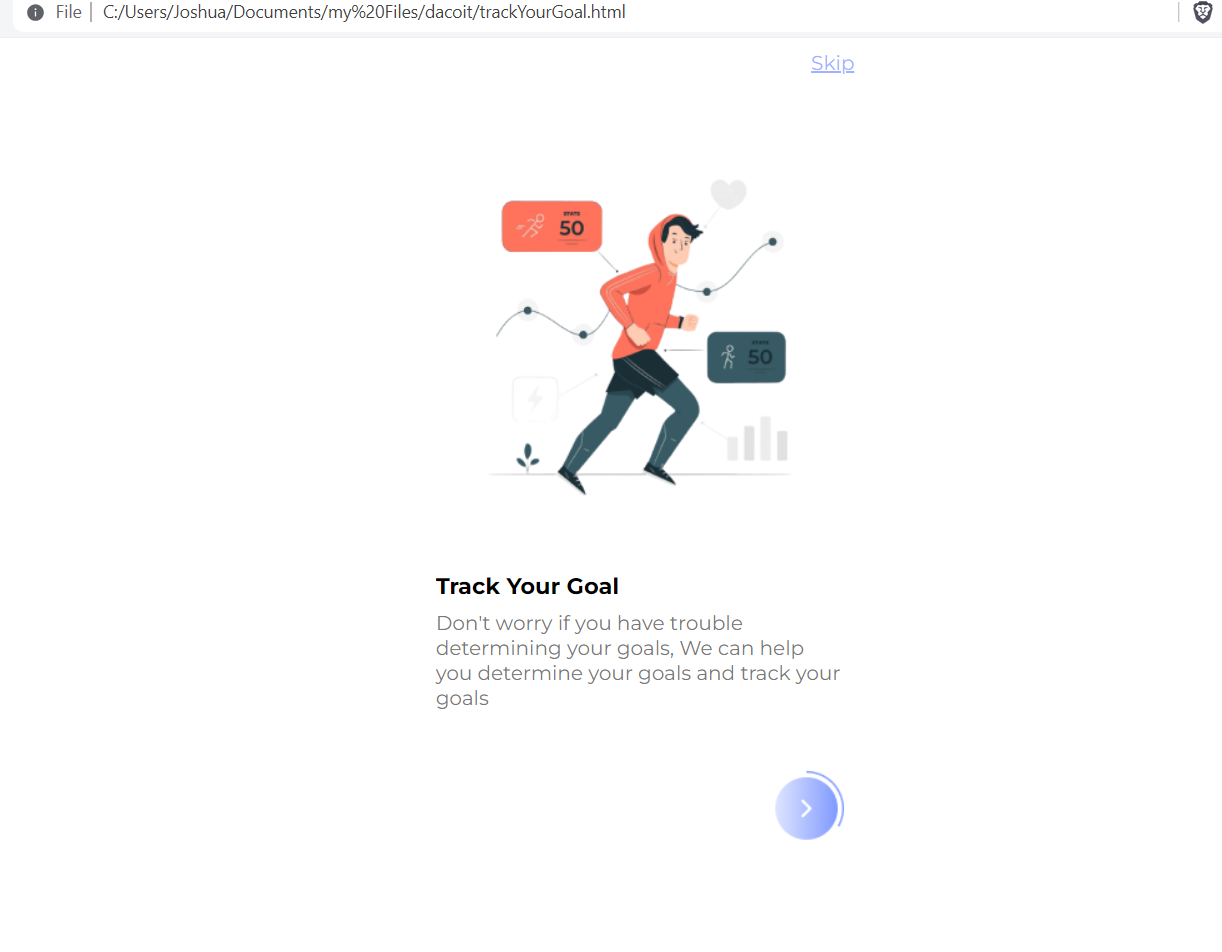 File | C:/Users/Joshua/Documents/my%20Files/dacoit/trackYourGoal.html
Skip
STATS
50
STATS
50
Track Your Goal
Don't worry if you have trouble
determining your goals, We can help
you determine your goals and track your
goals